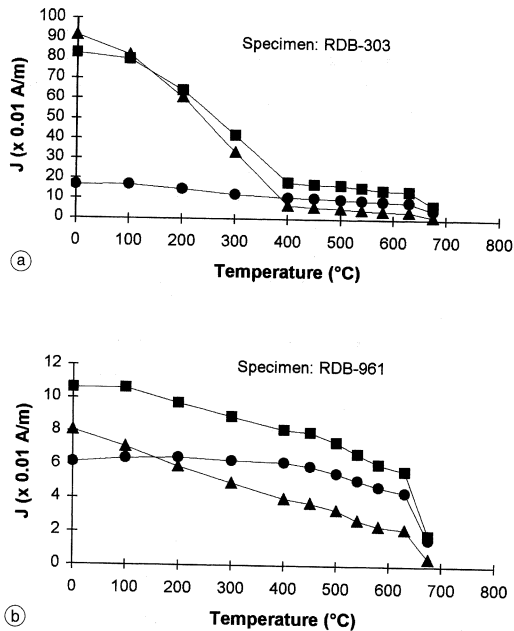 Specimen: RDB-303
J (x 0.01 A/m)
100
90
80
70
60
50
40
30
20
10
0
0 100 200 300 400 500 600 700 800
Temperature (°C)
a
Specimen: RDB-961
J (x 0.01 A/m)
12
10
8
6
4
2
0
0 100 200 300 400 500 600 700 800
Temperature (°C)
b